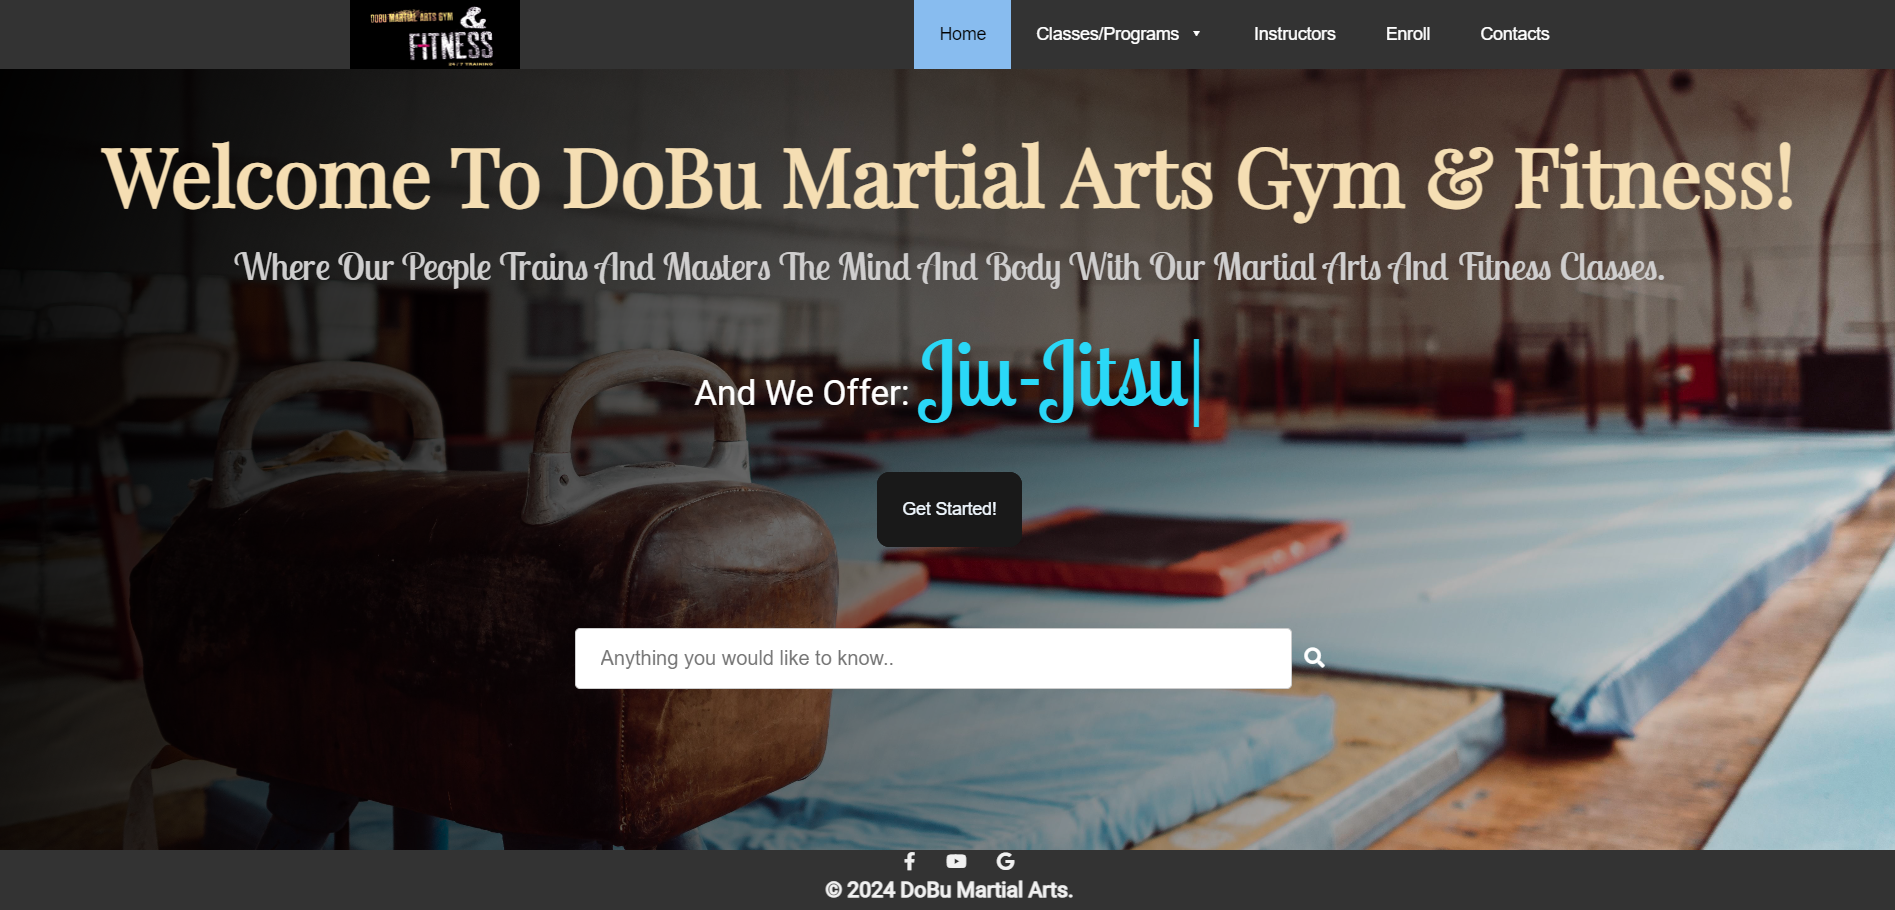 DOBU MARTIAL ARTS GYM &
FITNESS
24/7 TRAINING
Home Classes/Programs Instructors Enroll Contacts
Welcome To DoBu Martial Arts Gym & Fitness!
Where Our People Trains And Masters The Mind And Body With Our Martial Arts And Fitness Classes.
And We Offer: Jiu-Jitsu|
Get Started!
Anything you would like to know..
© 2024 DoBu Martial Arts.